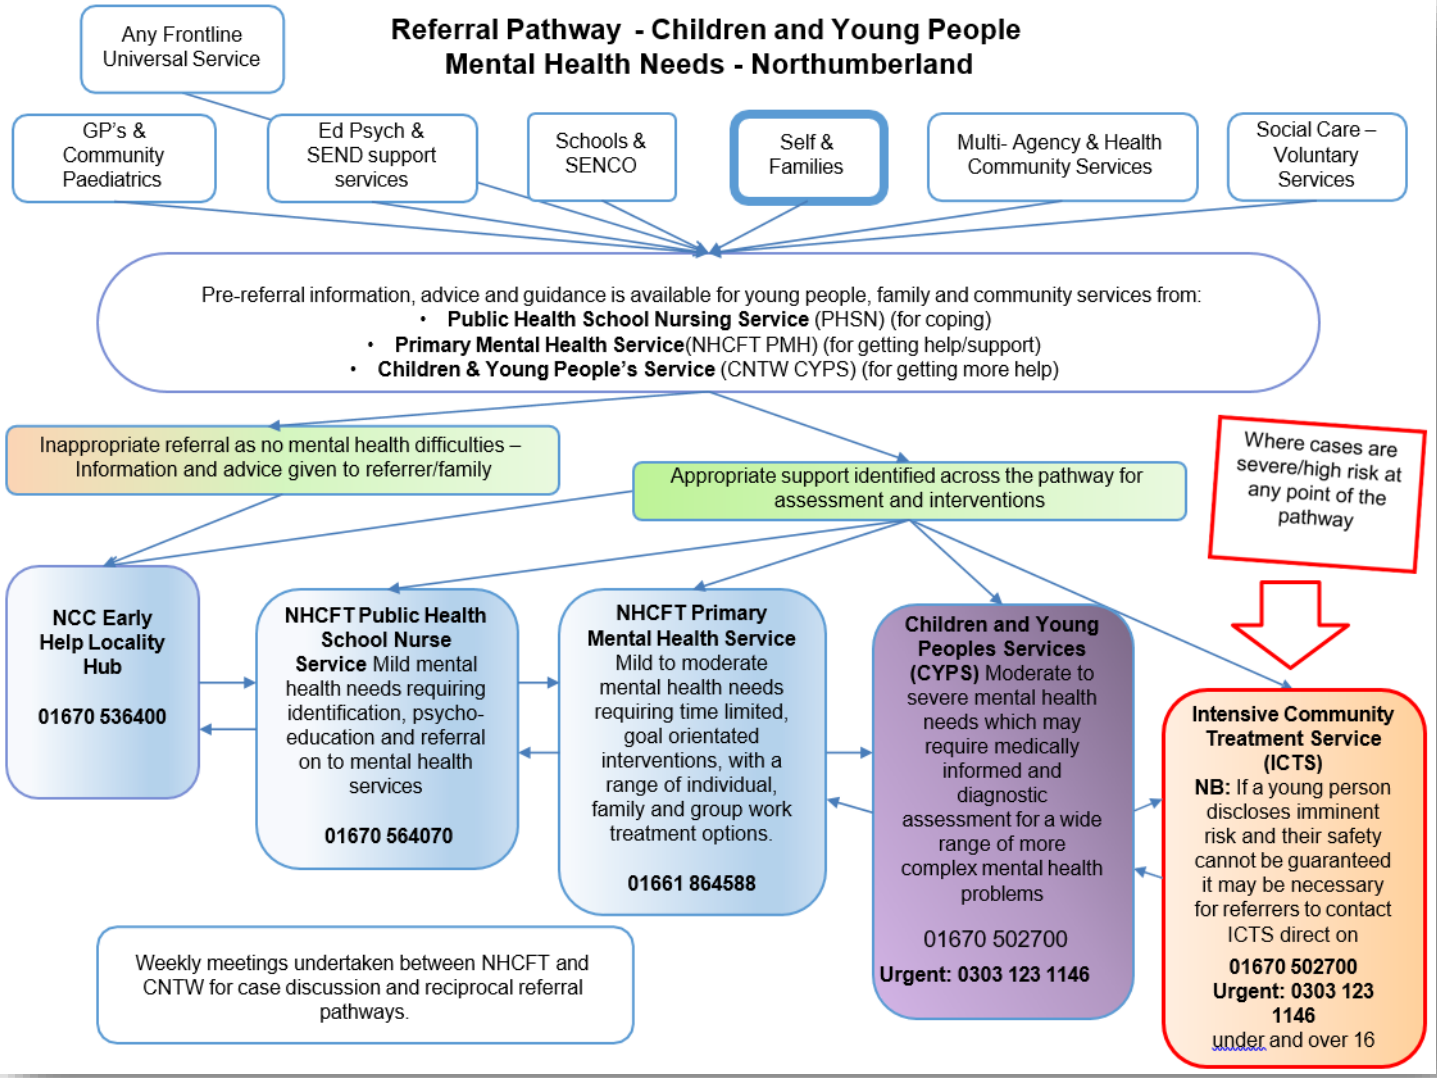 Referral Pathway - Children and Young People
Mental Health Needs - Northumberland
Any Frontline
Universal Service
GP's &
Community
Paediatrics
Ed Psych &
SEND support
services
Schools &
SENCO
Self &
Families
Multi- Agency & Health
Community Services
Social Care –
Voluntary
Services
Pre-referral information, advice and guidance is available for young people, family and community services from:
• Public Health School Nursing Service (PHSN) (for coping)
• Primary Mental Health Service(NHCFT PMH) (for getting help/support)
• Children & Young People's Service (CNTW CYPS) (for getting more help)
Inappropriate referral as no mental health difficulties –
Information and advice given to referrer/family
Appropriate support identified across the pathway for
assessment and interventions
Where cases are
severe/high risk at
any point of the
pathway
NCC Early
Help Locality
Hub
01670 536400
NHCFT Public Health
School Nurse
Service Mild mental
health needs requiring
identification, psycho-
education and referral
on to mental health
services
01670 564070
NHCFT Primary
Mental Health Service
Mild to moderate
mental health needs
requiring time limited,
goal orientated
interventions, with a
range of individual,
family and group work
treatment options.
01661 864588
Children and Young
Peoples Services
(CYPS) Moderate to
severe mental health
needs which may
require medically
informed and
diagnostic
assessment for a wide
range of more
complex mental health
problems
01670 502700
Urgent: 0303 123 1146
Intensive Community
Treatment Service
(ICTS)
NB: If a young person
discloses imminent
risk and their safety
cannot be guaranteed
it may be necessary
for referrers to contact
ICTS direct on
01670 502700
Urgent: 0303 123
1146
under and over 16
Weekly meetings undertaken between NHCFT and
CNTW for case discussion and reciprocal referral
pathways.